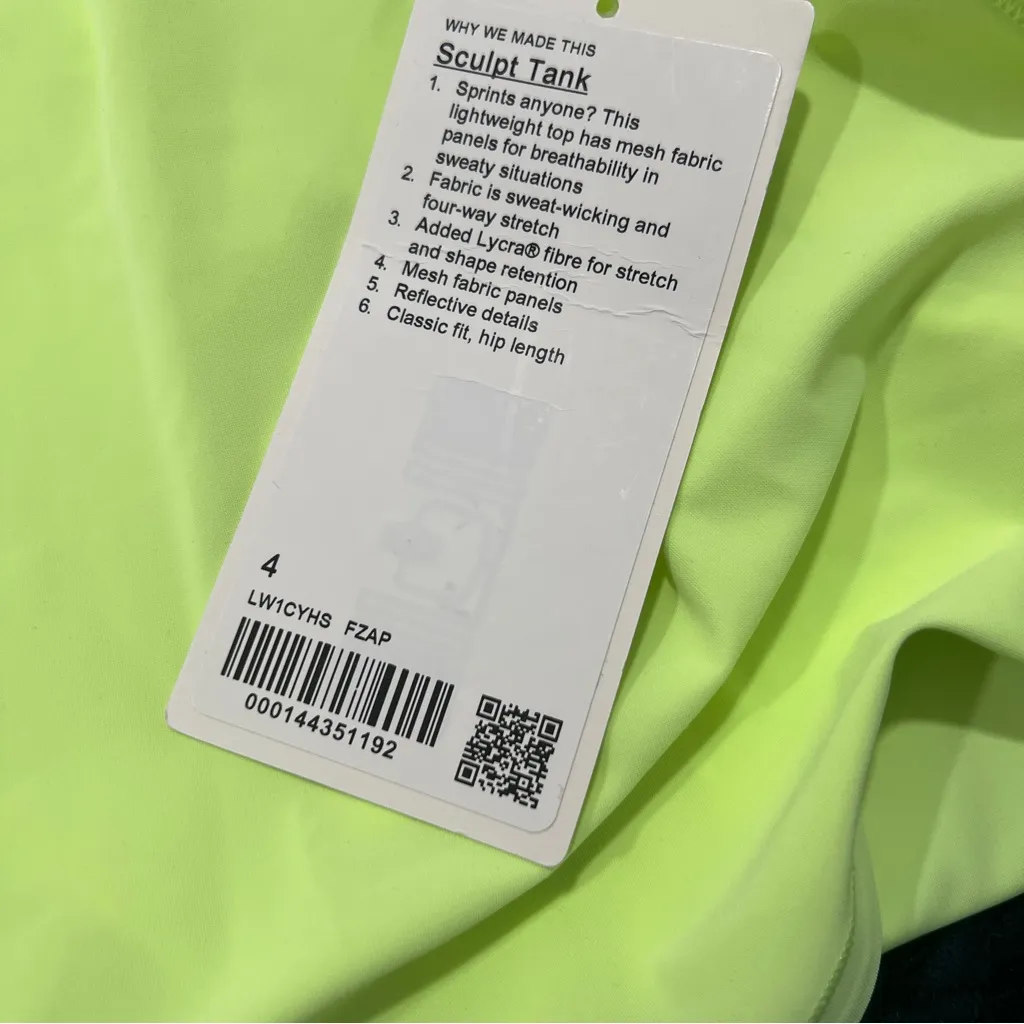 WHY WE MADE THIS
Sculpt Tank
1. Sprints anyone? This
lightweight top has mesh fabric
panels for breathability in
sweaty situations
2. Fabric is sweat-wicking and
four-way stretch
3. Added Lycra® fibre for stretch
and shape retention
4. Mesh fabric panels
5. Reflective details
6. Classic fit, hip length
4
LW1CYHS FZAP
000144351192